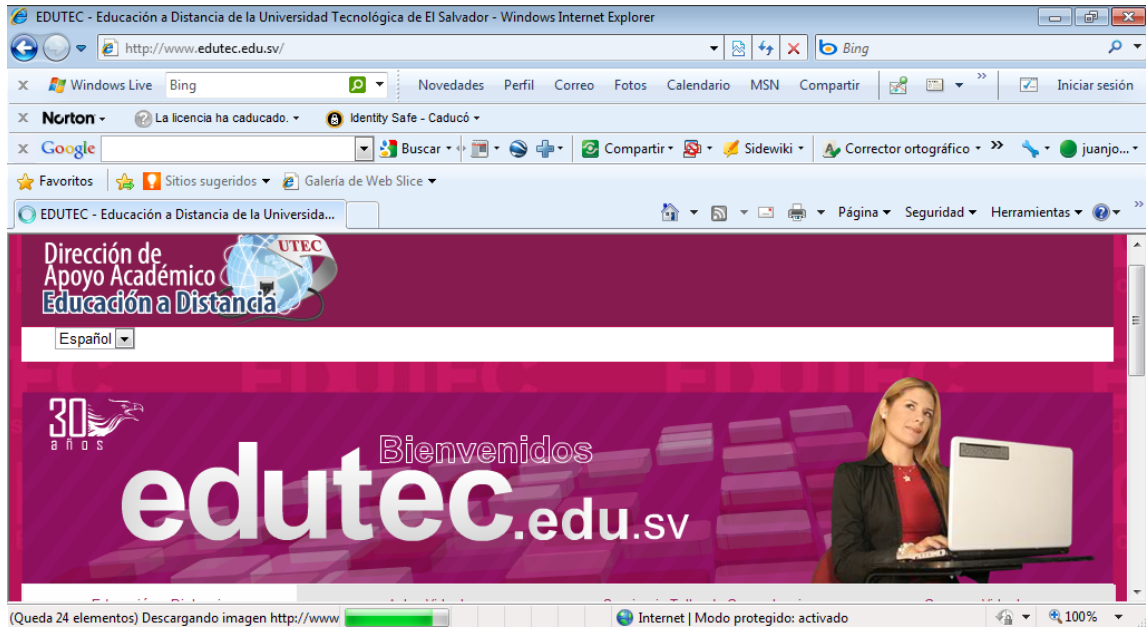 EDUTEC - Educación a Distancia de la Universidad Tecnológica de El Salvador - Windows Internet Explorer
http://www.edutec.edu.sv/ Bing
x Windows Live Bing Novedades Perfil Correo Fotos Calendario MSN Compartir » Iniciar sesión
x Norton La licencia ha caducado. Identity Safe - Caducó
x Google Buscar Compartir Sidewiki Corrector ortográfico » juanjo...
Favoritos Sitios sugeridos Galería de Web Slice
EDUTEC - Educación a Distancia de la Universida... Página Seguridad Herramientas »
Dirección de
Apoyo Académico
Educación a Distancia
UTEC
Español
30
años
Bienvenidos
edutec.edu.sv
(Queda 24 elementos) Descargando imagen http://www Internet | Modo protegido: activado 100%